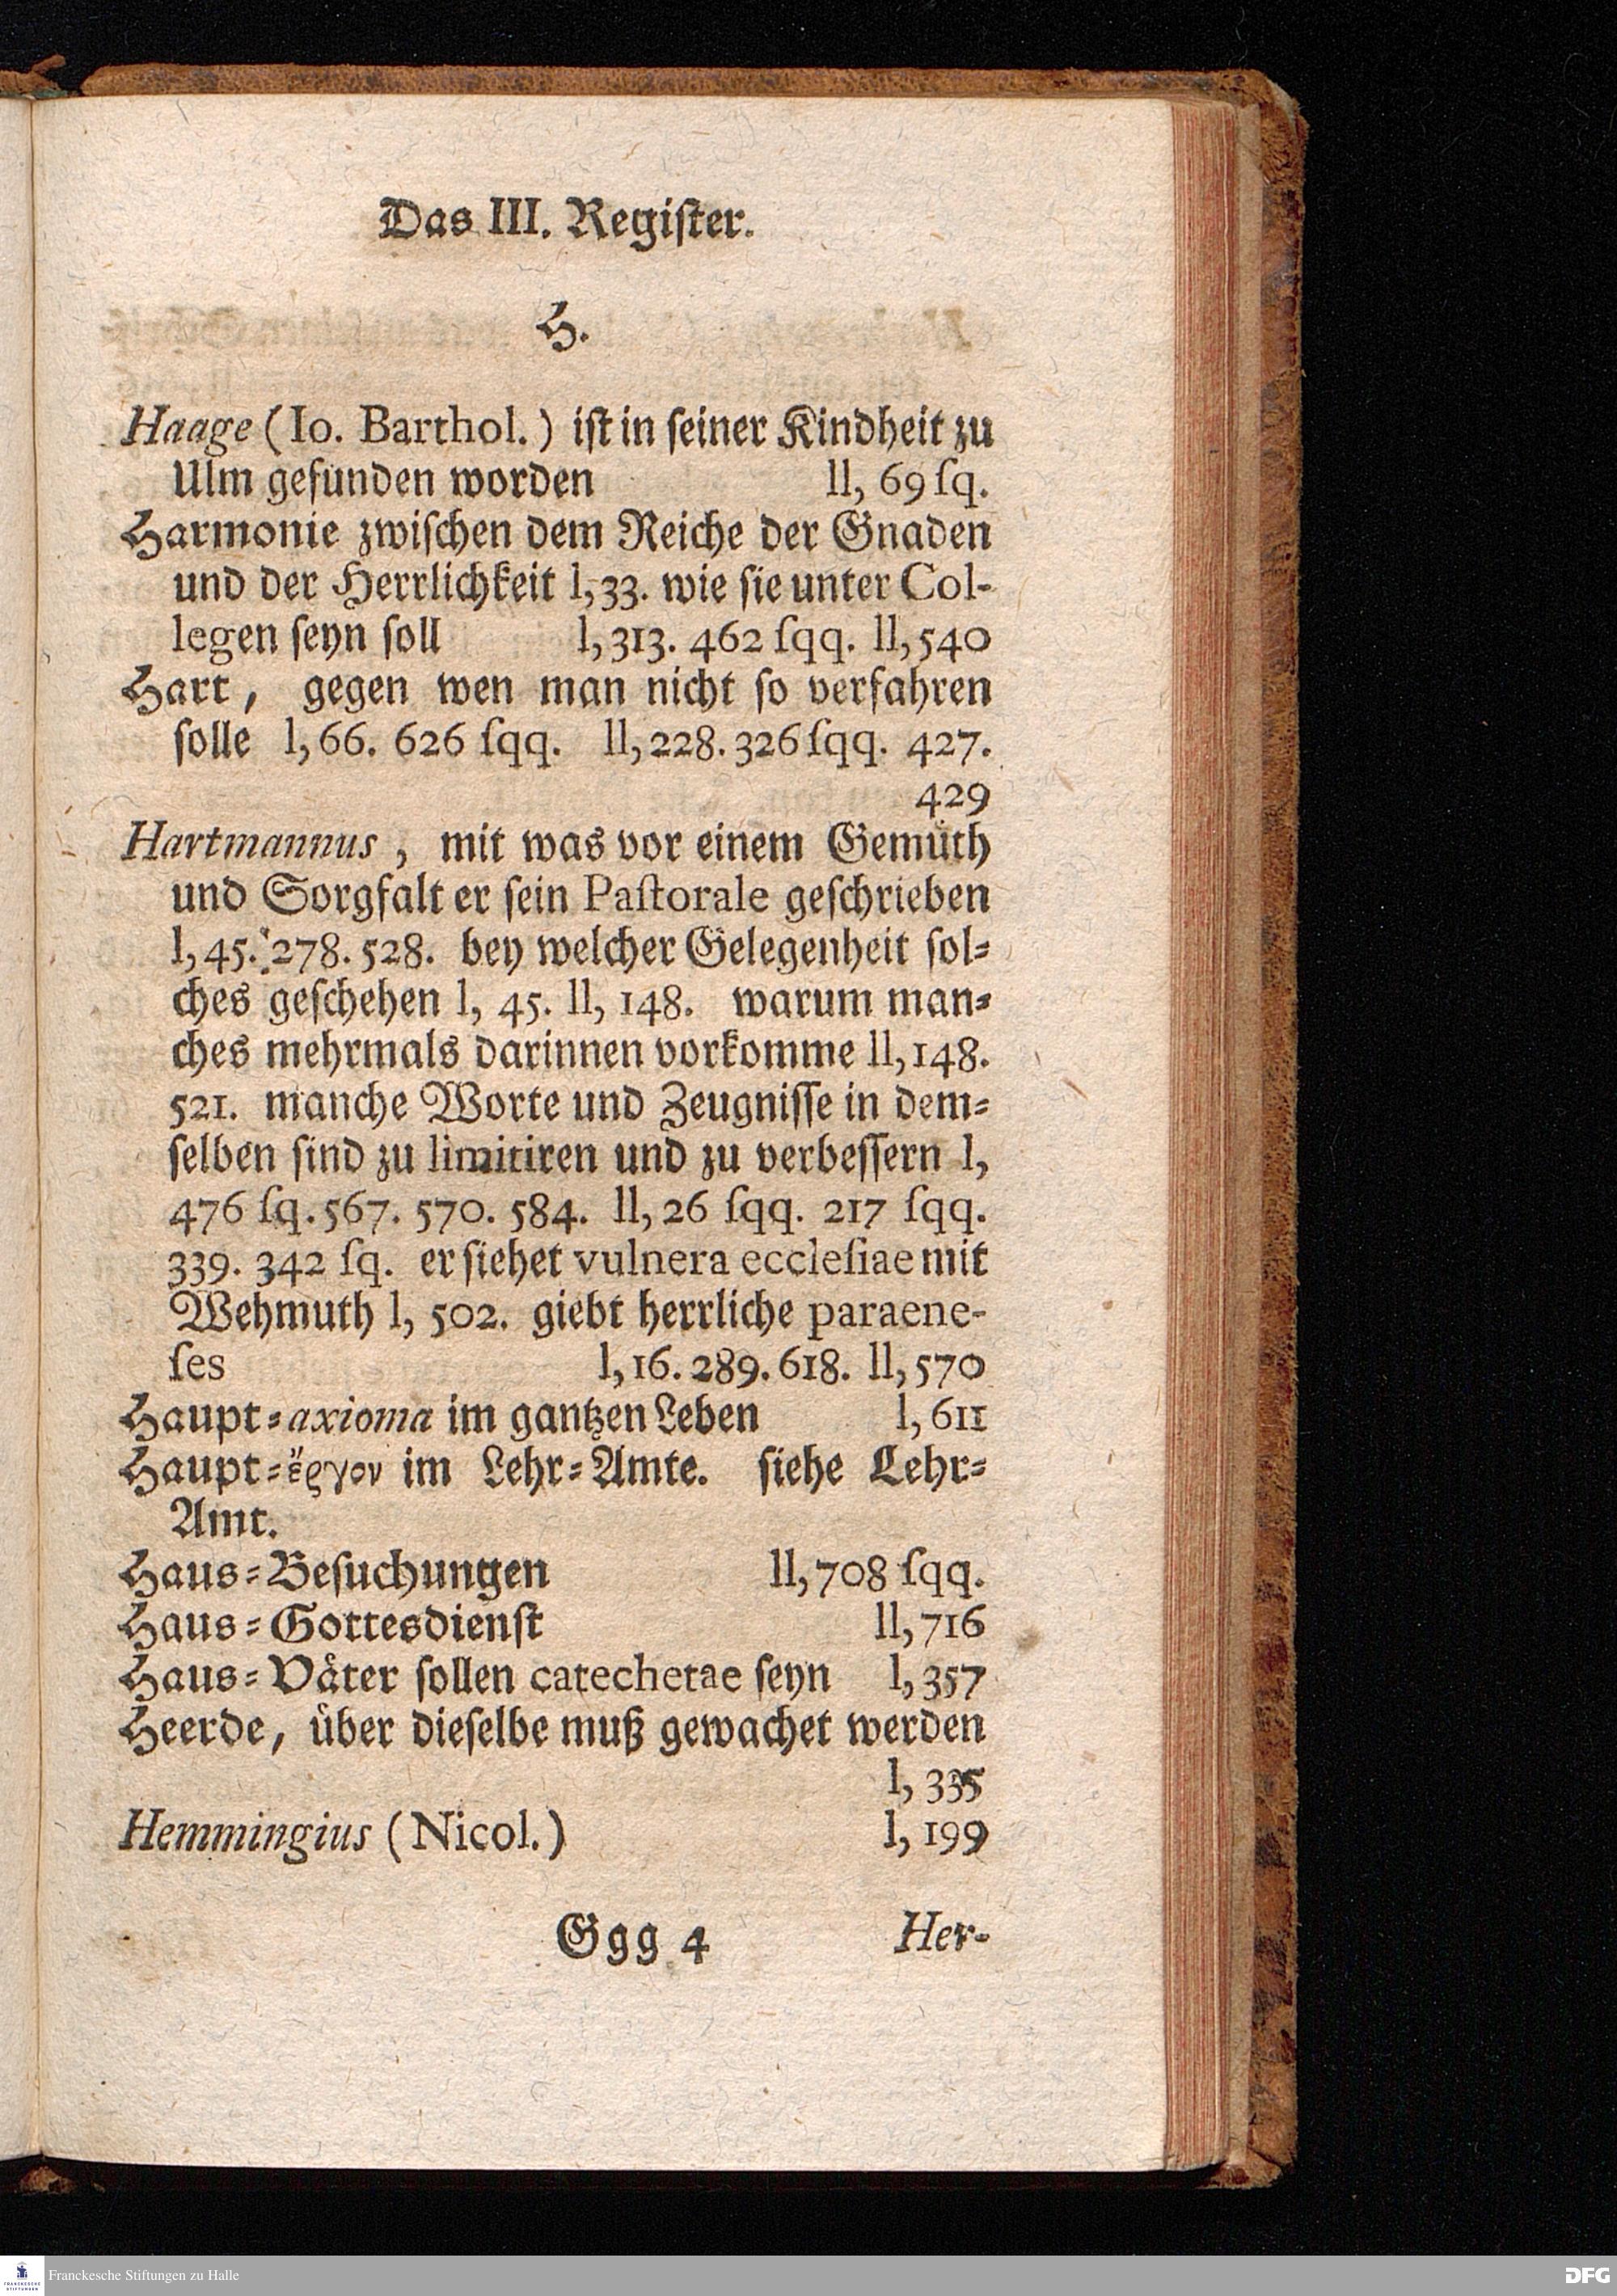 Das III. Regiſter.
H.
Haage (Io. Barthol.) iſt in ſeiner Kindheit zu
Ulm gefunden worden ll, 69 ſq.
Harmonie zwiſchen dem Reiche der Gnaden
und der Herrlichkeit l, 33. wie ſie unter Col-
legen ſeyn ſoll l, 313. 462 ſqq. ll, 540
Hart, gegen wen man nicht ſo verfahren
ſolle l, 66. 626 ſqq. ll, 228. 326 ſqq. 427.
429
Hartmannus, mit was vor einem Gemuͤth
und Sorgfalt er ſein Paſtorale geſchrieben
l, 45. 278. 528. bey welcher Gelegenheit ſol⸗
ches geſchehen l, 45. ll, 148. warum man⸗
ches mehrmals darinnen vorkomme ll, 148.
521. manche Worte und Zeugniſſe in dem⸗
ſelben ſind zu limitiren und zu verbeſſern l,
476 ſq. 567. 570. 584. ll, 26 ſqq. 217 ſqq.
339. 342 ſq. er ſiehet vulnera eccleſiae mit
Wehmuth l, 502. giebt herrliche paraene-
ſes l, 16. 289. 618. ll, 570
Haupt⸗axioma im gantzen Leben l, 611
Haupt⸗ἔργον im Lehr⸗Amte. ſiehe Lehr⸗
Amt.
Haus⸗Beſuchungen ll, 708 ſqq.
Haus⸗Gottesdienſt ll, 716
Haus⸗Vaͤter ſollen catechetae ſeyn l, 357
Heerde, uͤber dieſelbe muß gewachet werden
l, 335
Hemmingius (Nicol.) l, 199
Ggg 4 Her-
Franckesche Stiftungen zu Halle
DFG